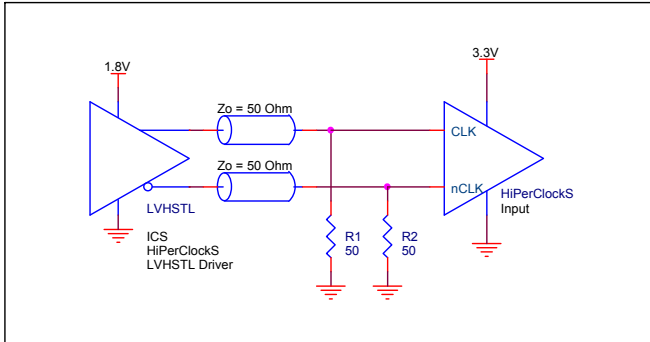 1.8V
3.3V
Zo = 50 Ohm
CLK
Zo = 50 Ohm
nCLK
LVHSTL
HiPerClockS
Input
ICS
HiPerClockS
LVHSTL Driver
R1
50
R2
50